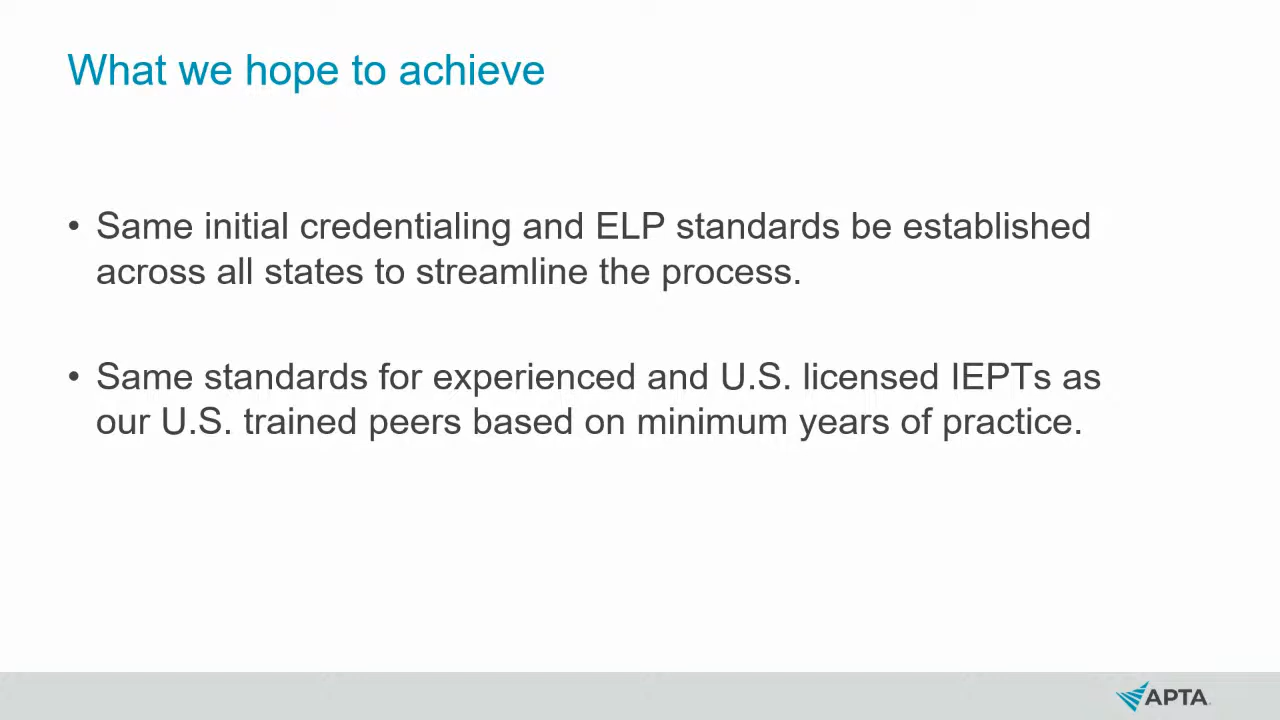 What we hope to achieve
• Same initial credentialing and ELP standards be established
across all states to streamline the process.
• Same standards for experienced and U.S. licensed IEPTs as
our U.S. trained peers based on minimum years of practice.
APTA